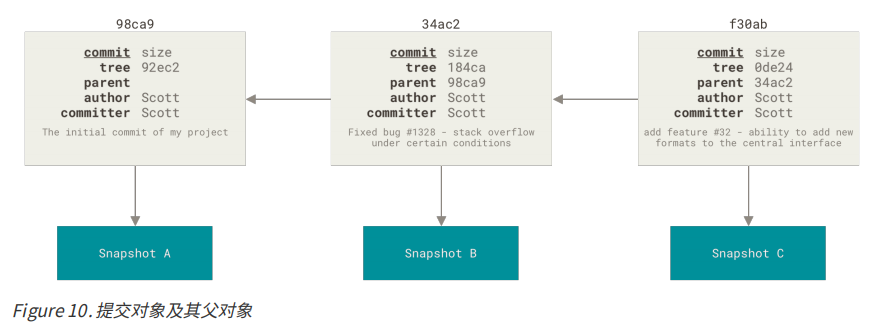 98ca9
commit size
tree 92ec2
parent
author Scott
committer Scott
The initial commit of my project
34ac2
commit size
tree 184ca
parent 98ca9
author Scott
committer Scott
Fixed bug #1328 - stack overflow
under certain conditions
f30ab
commit size
tree 0de24
parent 34ac2
author Scott
committer Scott
add feature #32 - ability to add new
formats to the central interface
Snapshot A
Snapshot B
Snapshot C
Figure 10. 提交对象及其父对象